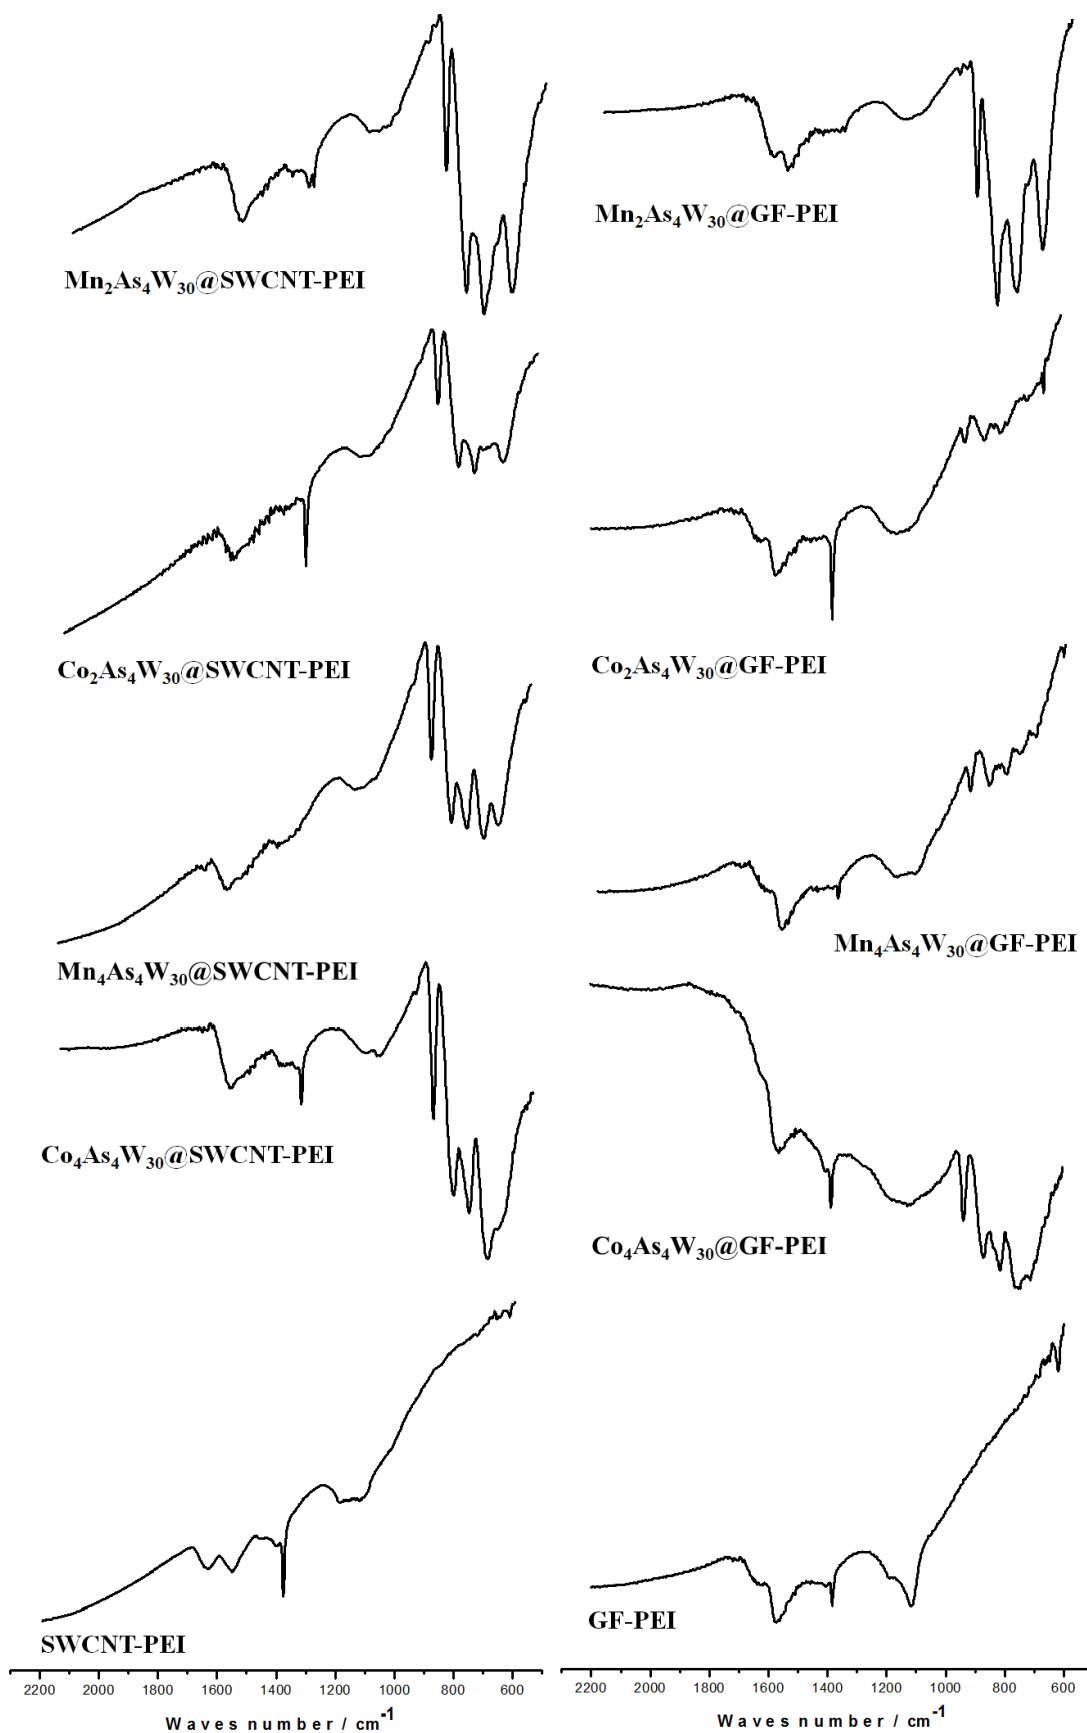 Mn₂As₄W₃₀@SWCNT-PEI
Mn₂As₄W₃₀@GF-PEI
Co₂As₄W₃₀@SWCNT-PEI
Co₂As₄W₃₀@GF-PEI
Mn₄As₄W₃₀@SWCNT-PEI
Mn₄As₄W₃₀@GF-PEI
Co₄As₄W₃₀@SWCNT-PEI
Co₄As₄W₃₀@GF-PEI
SWCNT-PEI
GF-PEI
2200 2000 1800 1600 1400 1200 1000 800 600
2200 2000 1800 1600 1400 1200 1000 800 600
Waves number / cm⁻¹
Waves number / cm⁻¹